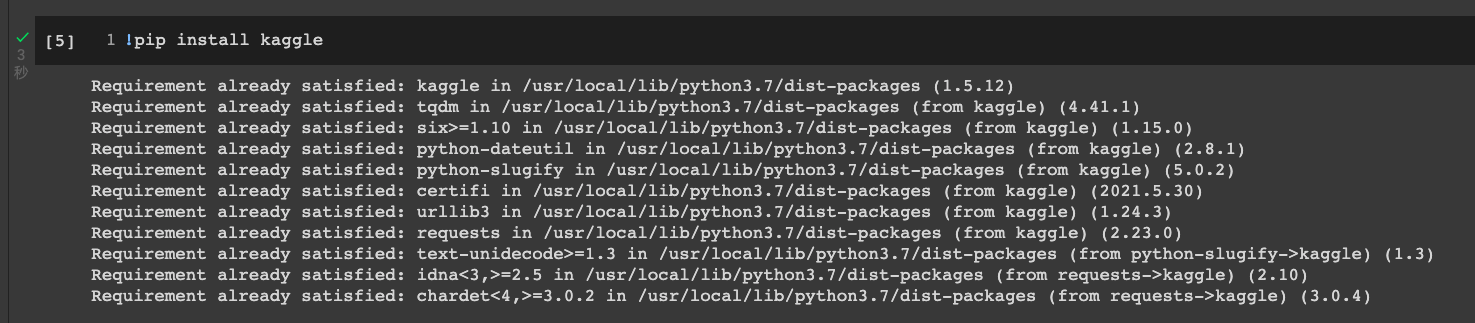 [5] 1 !pip install kaggle
3
秒
Requirement already satisfied: kaggle in /usr/local/lib/python3.7/dist-packages (1.5.12)
Requirement already satisfied: tqdm in /usr/local/lib/python3.7/dist-packages (from kaggle) (4.41.1)
Requirement already satisfied: six>=1.10 in /usr/local/lib/python3.7/dist-packages (from kaggle) (1.15.0)
Requirement already satisfied: python-dateutil in /usr/local/lib/python3.7/dist-packages (from kaggle) (2.8.1)
Requirement already satisfied: python-slugify in /usr/local/lib/python3.7/dist-packages (from kaggle) (5.0.2)
Requirement already satisfied: certifi in /usr/local/lib/python3.7/dist-packages (from kaggle) (2021.5.30)
Requirement already satisfied: urllib3 in /usr/local/lib/python3.7/dist-packages (from kaggle) (1.24.3)
Requirement already satisfied: requests in /usr/local/lib/python3.7/dist-packages (from kaggle) (2.23.0)
Requirement already satisfied: text-unidecode>=1.3 in /usr/local/lib/python3.7/dist-packages (from python-slugify->kaggle) (1.3)
Requirement already satisfied: idna<3,>=2.5 in /usr/local/lib/python3.7/dist-packages (from requests->kaggle) (2.10)
Requirement already satisfied: chardet<4,>=3.0.2 in /usr/local/lib/python3.7/dist-packages (from requests->kaggle) (3.0.4)